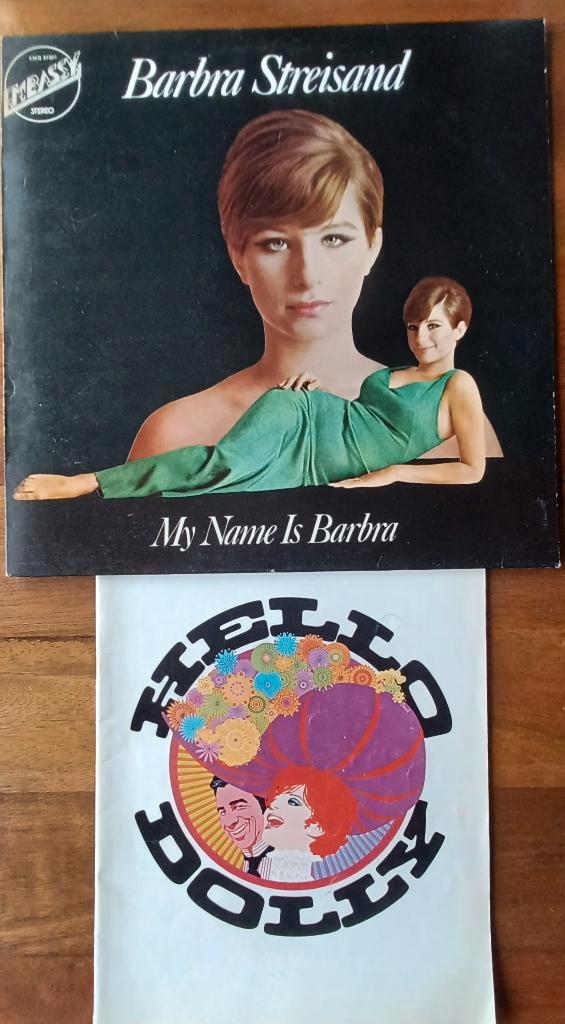 EMBASSY
STEREO
Barbra Streisand
My Name Is Barbra
HELLO
DOLLY